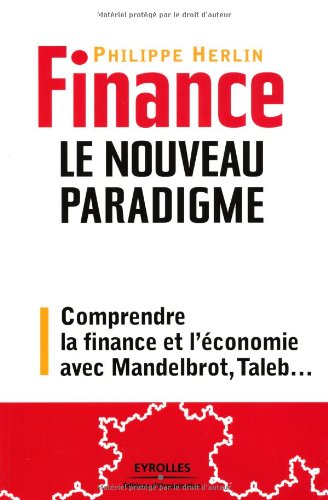 Matériel protégé par le droit d'auteur
PHILIPPE HERLIN
Finance
LE NOUVEAU
PARADIGME
Comprendre
la finance et l'économie
avec Mandelbrot, Taleb...
EYROLLES
Matériel protégé par le droit d'auteur